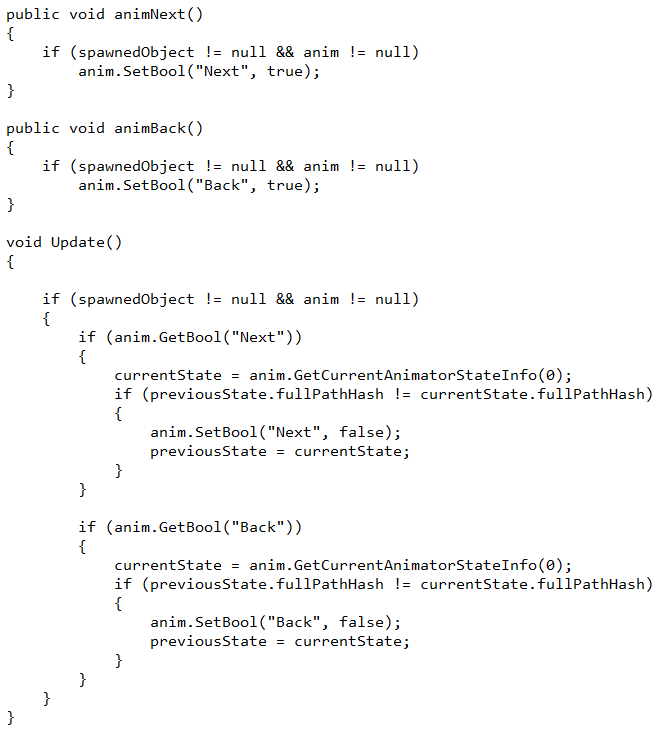 public void animNext()
{
    if (spawnedObject != null && anim != null)
        anim.SetBool("Next", true);
}

public void animBack()
{
    if (spawnedObject != null && anim != null)
        anim.SetBool("Back", true);
}

void Update()
{

    if (spawnedObject != null && anim != null)
    {
        if (anim.GetBool("Next"))
        {
            currentState = anim.GetCurrentAnimatorStateInfo(0);
            if (previousState.fullPathHash != currentState.fullPathHash)
            {
                anim.SetBool("Next", false);
                previousState = currentState;
            }
        }

        if (anim.GetBool("Back"))
        {
            currentState = anim.GetCurrentAnimatorStateInfo(0);
            if (previousState.fullPathHash != currentState.fullPathHash)
            {
                anim.SetBool("Back", false);
                previousState = currentState;
            }
        }
    }
}